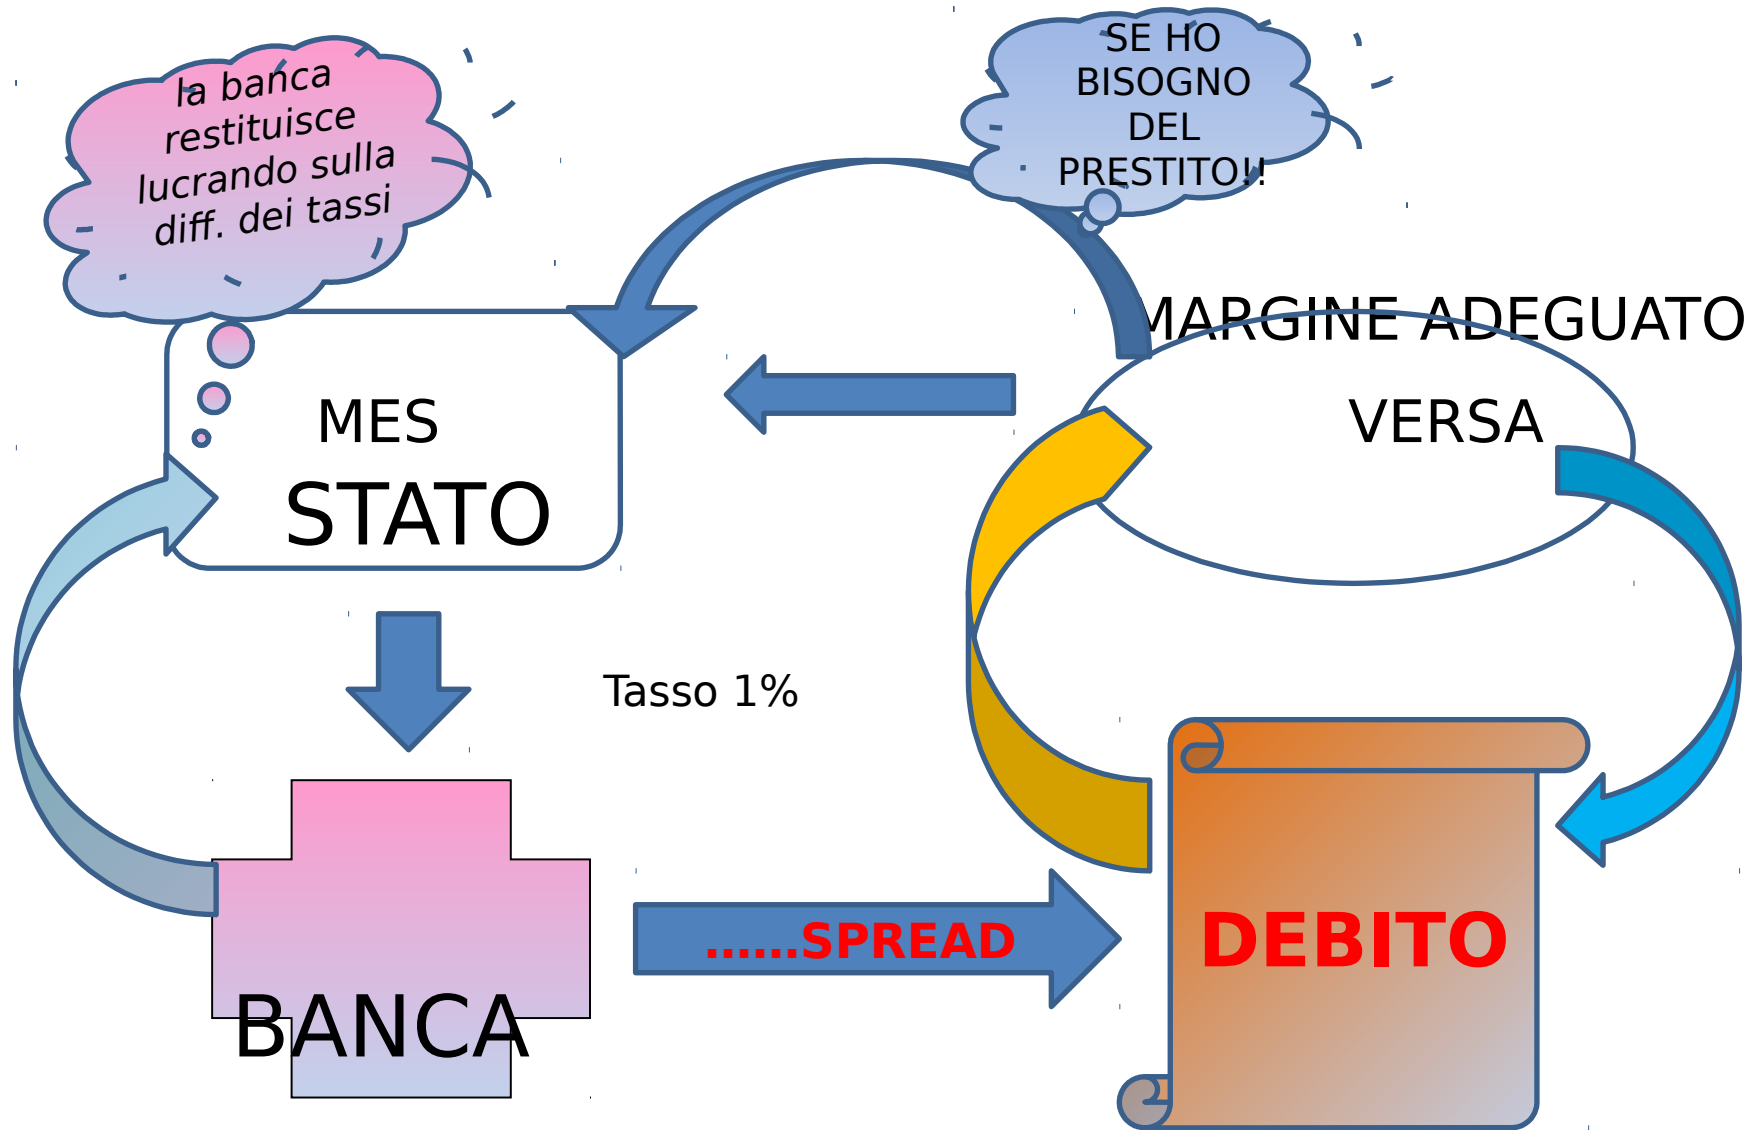 la banca
restituisce
lucrando sulla
diff. dei tassi
SE HO
BISOGNO
DEL
PRESTITO!!
MARGINE ADEGUATO
VERSA
MES
STATO
Tasso 1%
......SPREAD
DEBITO
BANCA